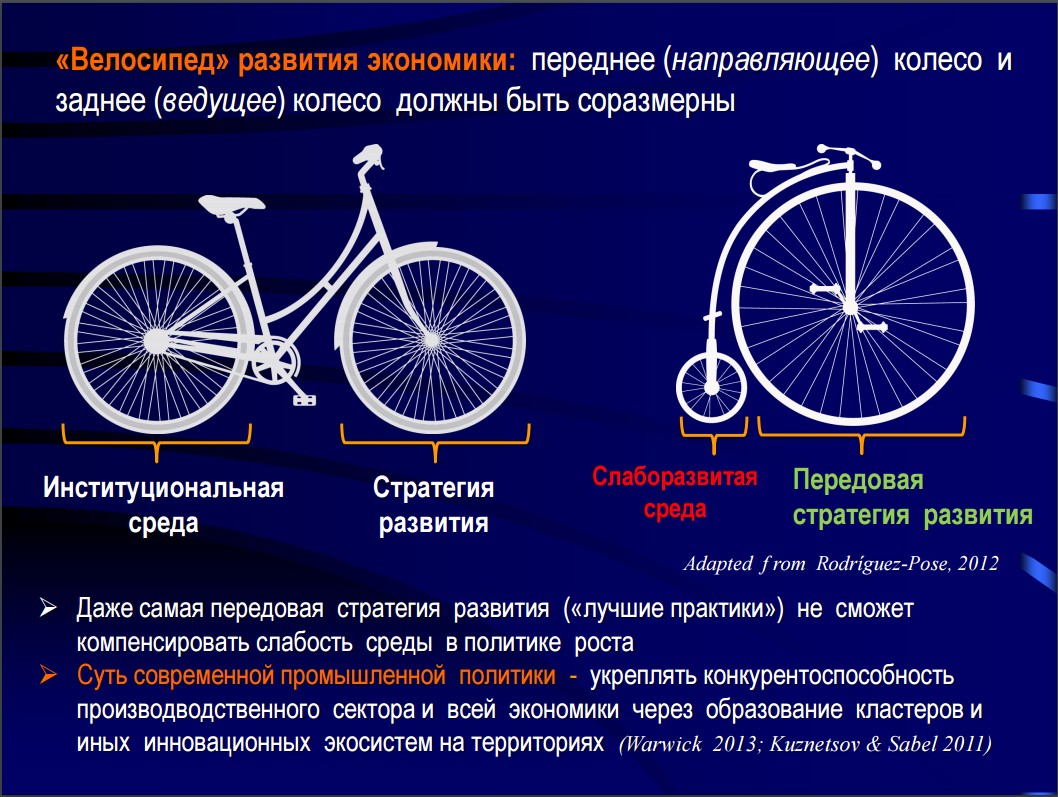 «Велосипед» развития экономики: переднее (направляющее) колесо и
заднее (ведущее) колесо должны быть соразмерны
Институциональная
среда
Стратегия
развития
Слаборазвитая
среда
Передовая
стратегия развития
Adapted from Rodríguez-Pose, 2012
Даже самая передовая стратегия развития («лучшие практики») не сможет
компенсировать слабость среды в политике роста
Суть современной промышленной политики - укреплять конкурентоспособность
производводственного сектора и всей экономики через образование кластеров и
иных инновационных экосистем на территориях (Warwick 2013; Kuznetsov & Sabel 2011)